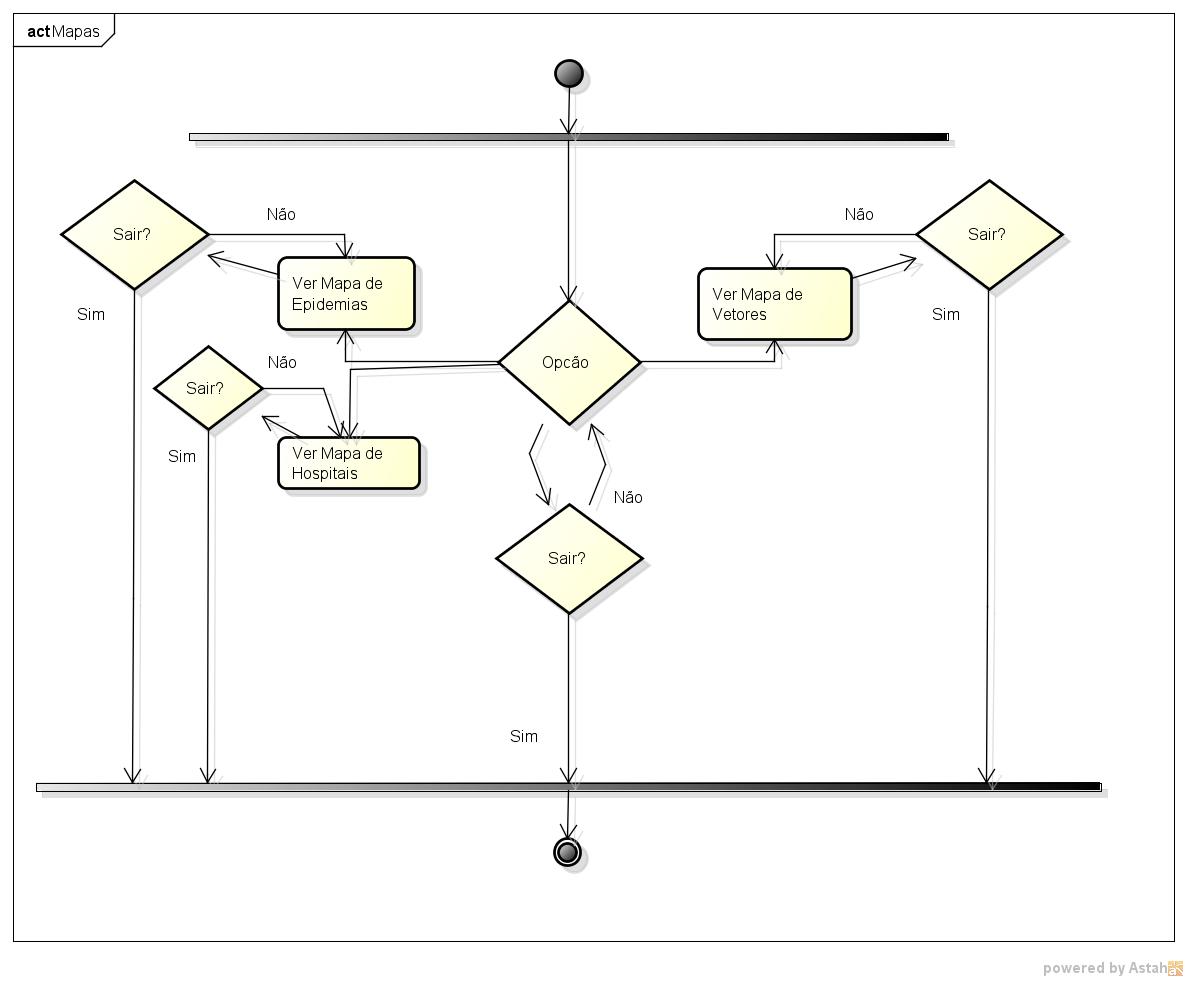 act Mapas
Não
Não
Sair?
Sair?
Ver Mapa de
Epidemias
Ver Mapa de
Vetores
Sim
Sim
Não
Opcão
Sair?
Sim
Ver Mapa de
Hospitais
Não
Sair?
Sim
powered by Astah